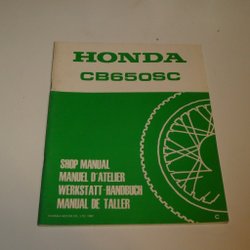 HONDA
CB650SC
SHOP MANUAL
MANUEL D'ATELIER
WERKSTATT-HANDBUCH
MANUAL DE TALLER
C